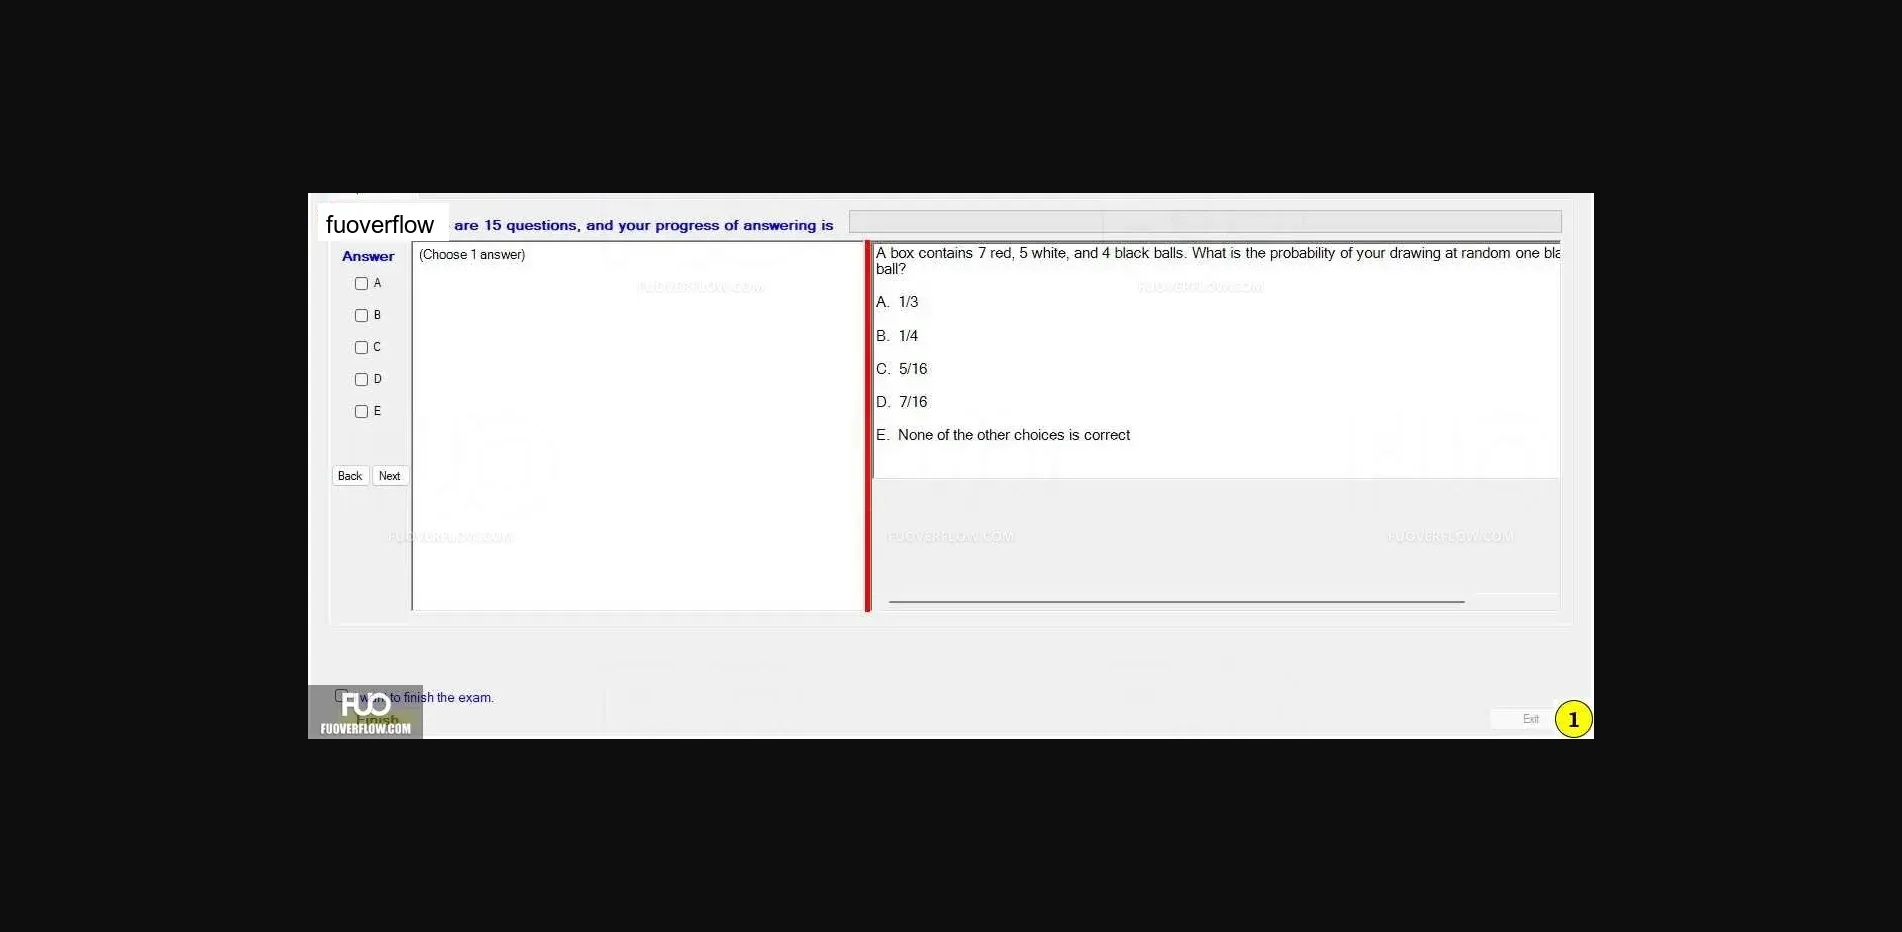 fuoverflow are 15 questions, and your progress of answering is
Answer
A
B
C
D
E
Back Next
(Choose 1 answer)
A box contains 7 red, 5 white, and 4 black balls. What is the probability of your drawing at random one bla
ball?
A. 1/3
B. 1/4
C. 5/16
D. 7/16
E. None of the other choices is correct
FUOVERFLOW.COM FUOVERFLOW.COM
FUOVERFLOW.COM FUOVERFLOW.COM FUOVERFLOW.COM
want to finish the exam.
Finish
FUO
FUOVERFLOW.COM
Exit
1